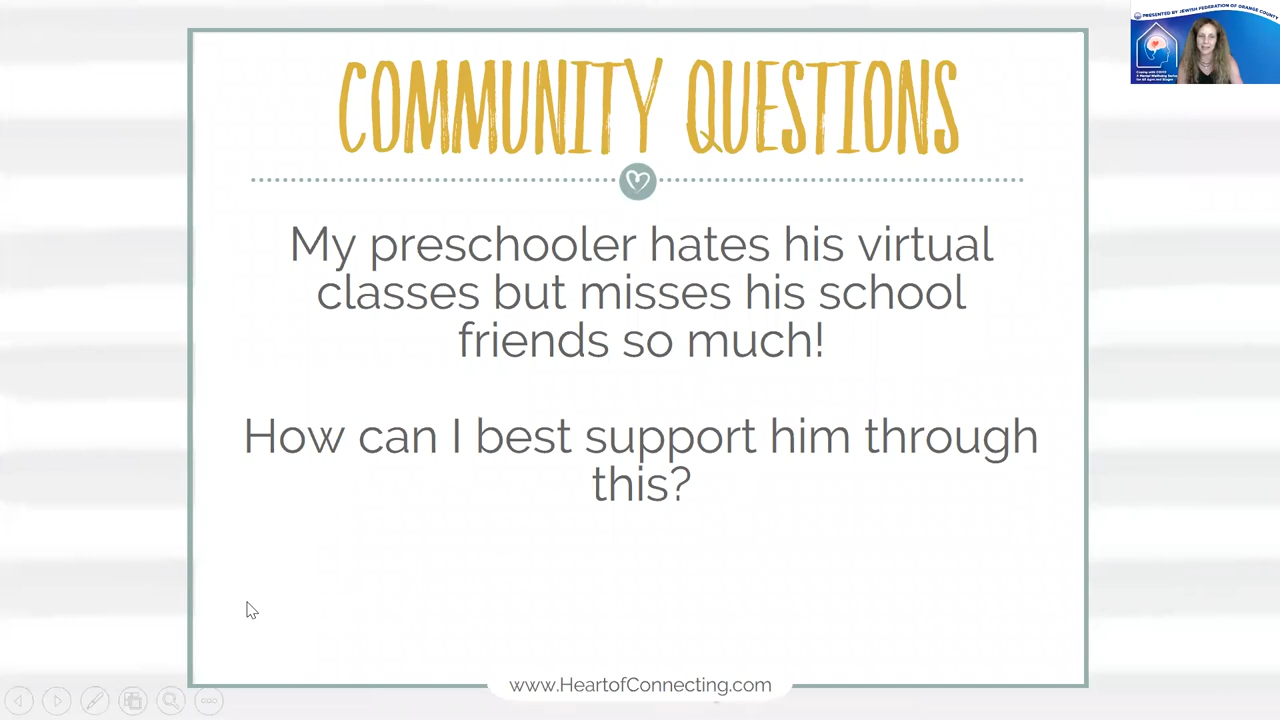 PRESENTED BY JEWISH FEDERATION OF ORANGE COUNTY
COMMUNITY QUESTIONS
My preschooler hates his virtual
classes but misses his school
friends so much!
How can I best support him through
this?
www.HeartofConnecting.com